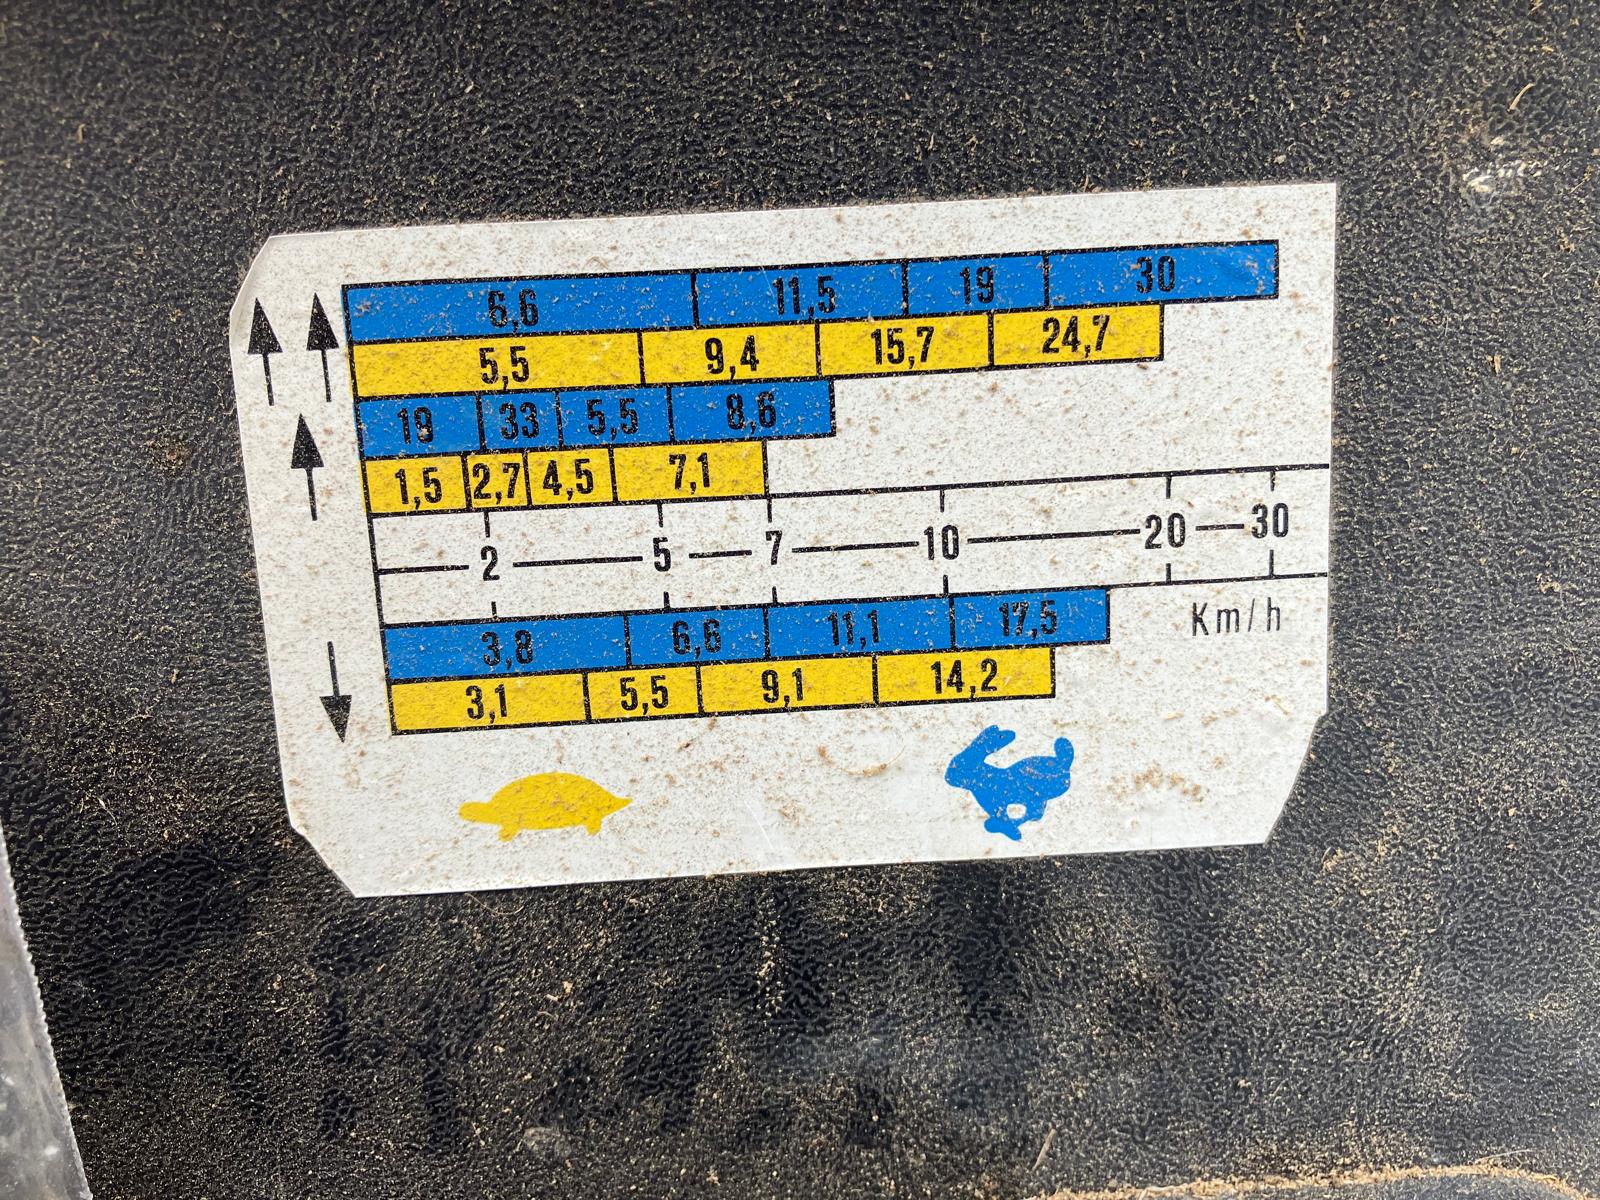 6,6 11,5 19 30
5,5 9,4 15,7 24,7
19 33 5,5 8,6
1,5 2,7 4,5 7,1
2 5 7 10 20 30
Km/h
3,8 6,6 11,1 17,5
3,1 5,5 9,1 14,2